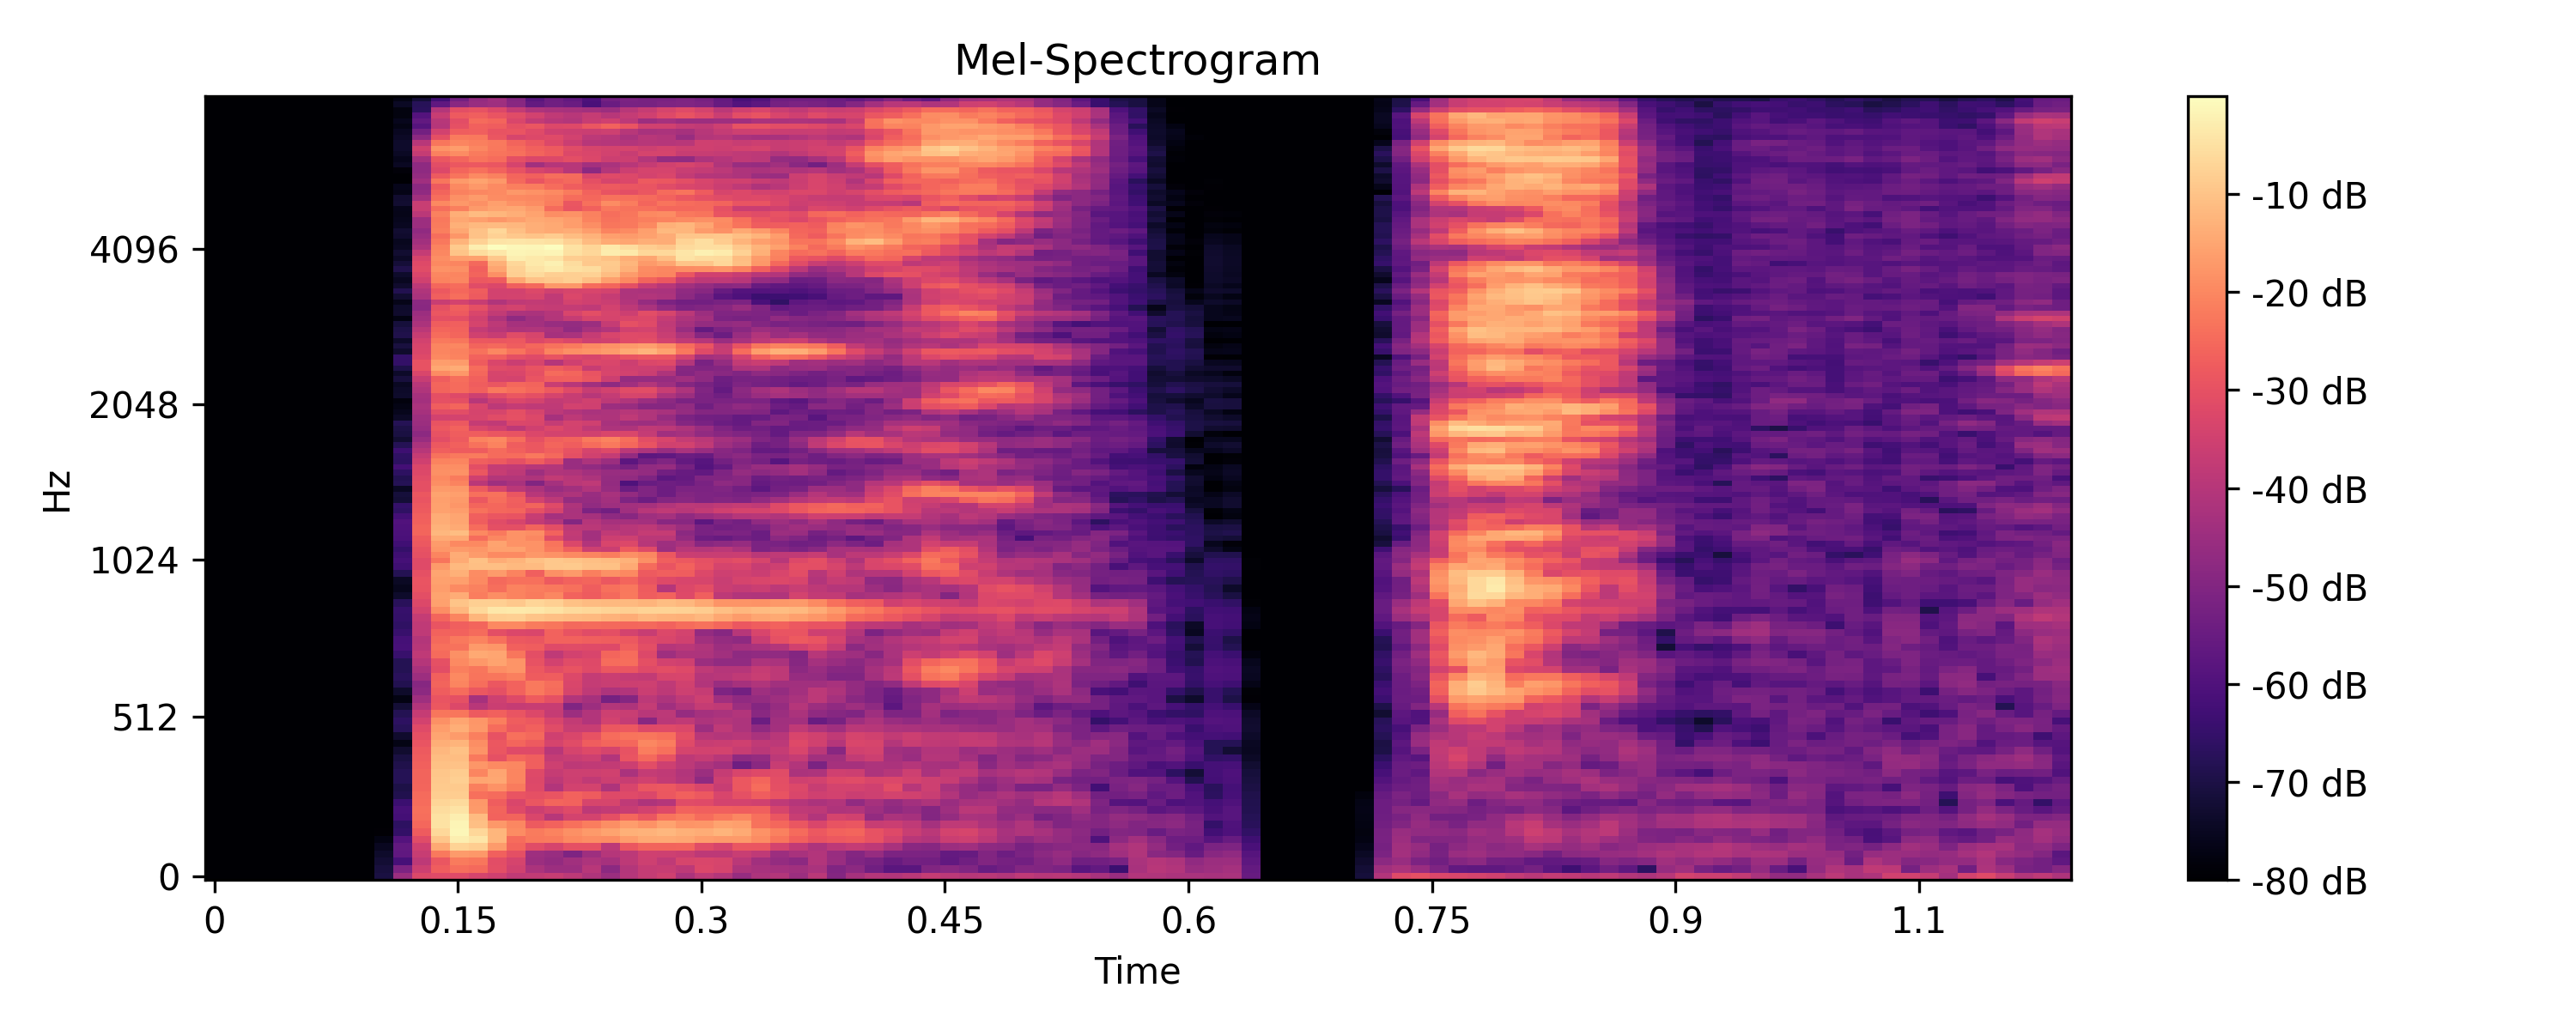 Mel-Spectrogram
Hz
4096
2048
1024
512
0
0 0.15 0.3 0.45 0.6 0.75 0.9 1.1
Time
-10 dB
-20 dB
-30 dB
-40 dB
-50 dB
-60 dB
-70 dB
-80 dB